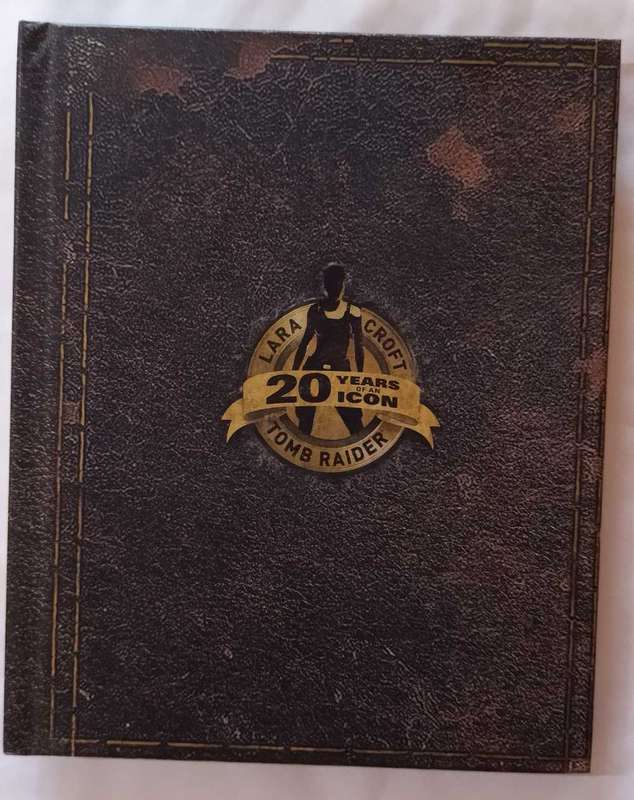 LARA CROFT
20 YEARS
OF AN
ICON
TOMB RAIDER